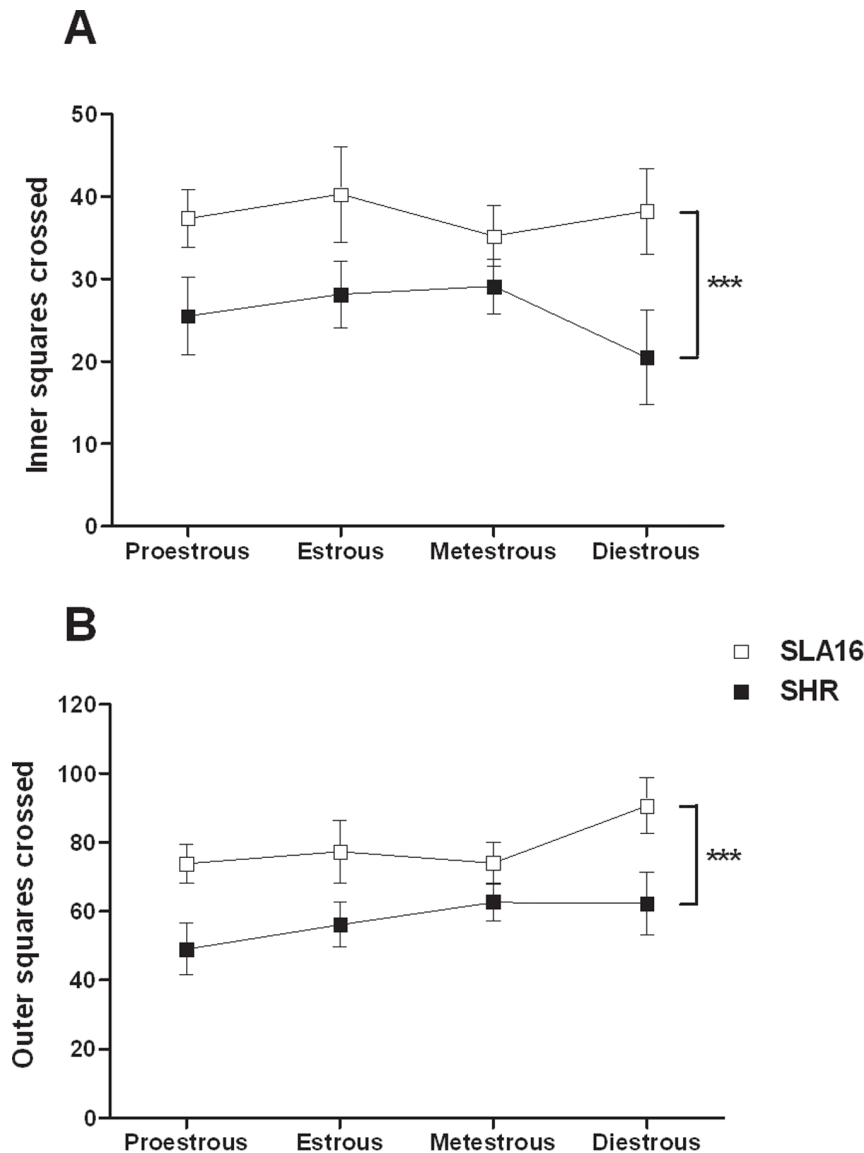 A
Inner squares crossed
50
40
30
20
10
0
***
Proestrous Estrous Metestrous Diestrous
B
SLA16
SHR
Outer squares crossed
120
100
80
60
40
20
0
***
Proestrous Estrous Metestrous Diestrous